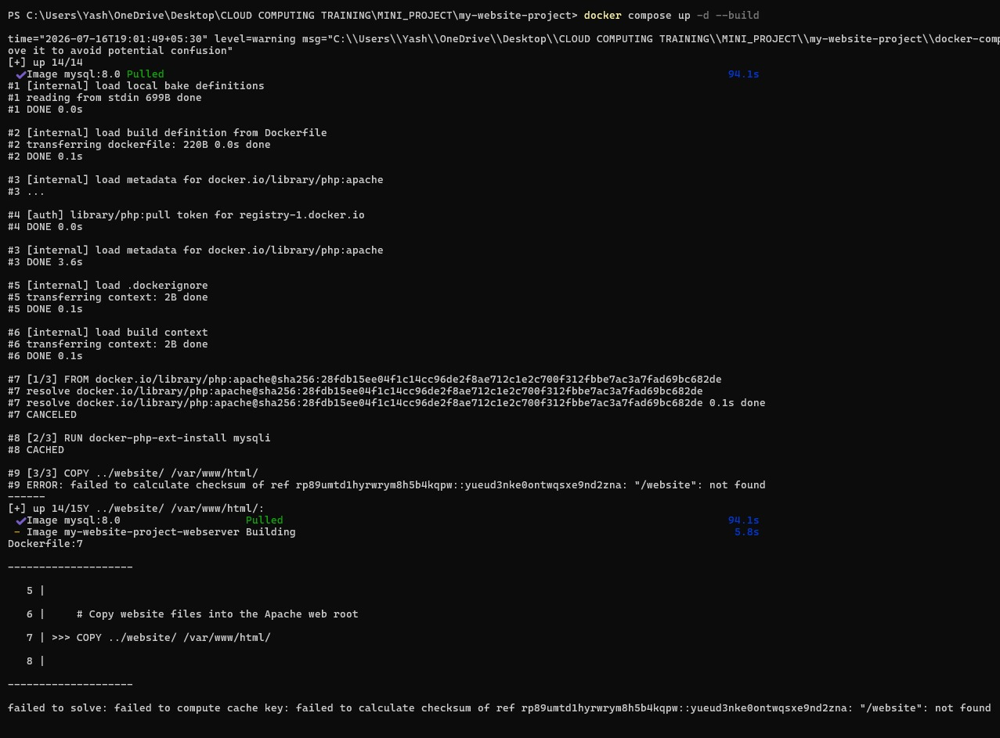 PS C:\Users\Yash\OneDrive\Desktop\CLOUD COMPUTING TRAINING\MINI_PROJECT\my-website-project> docker compose up -d --build
time="2026-07-16T19:01:49+05:30" level=warning msg="C:\\Users\\Yash\\OneDrive\\Desktop\\CLOUD COMPUTING TRAINING\\MINI_PROJECT\\my-website-project\\docker-comp
ove it to avoid potential confusion"
[+] up 14/14
✔Image mysql:8.0 Pulled 94.1s
#1 [internal] load local bake definitions
#1 reading from stdin 699B done
#1 DONE 0.0s
#2 [internal] load build definition from Dockerfile
#2 transferring dockerfile: 220B 0.0s done
#2 DONE 0.1s
#3 [internal] load metadata for docker.io/library/php:apache
#3 ...
#4 [auth] library/php:pull token for registry-1.docker.io
#4 DONE 0.0s
#3 [internal] load metadata for docker.io/library/php:apache
#3 DONE 3.6s
#5 [internal] load .dockerignore
#5 transferring context: 2B done
#5 DONE 0.1s
#6 [internal] load build context
#6 transferring context: 2B done
#6 DONE 0.1s
#7 [1/3] FROM docker.io/library/php:apache@sha256:28fdb15ee04f1c14cc96de2f8ae712c1e2c700f312fbbe7ac3a7fad69bc682de
#7 resolve docker.io/library/php:apache@sha256:28fdb15ee04f1c14cc96de2f8ae712c1e2c700f312fbbe7ac3a7fad69bc682de
#7 resolve docker.io/library/php:apache@sha256:28fdb15ee04f1c14cc96de2f8ae712c1e2c700f312fbbe7ac3a7fad69bc682de 0.1s done
#7 CANCELED
#8 [2/3] RUN docker-php-ext-install mysqli
#8 CACHED
#9 [3/3] COPY ../website/ /var/www/html/
#9 ERROR: failed to calculate checksum of ref rp89umtd1hyrwrym8h5b4kqpw::yueud3nke0ontwqsxe9nd2zna: "/website": not found
------
[+] up 14/15Y ../website/ /var/www/html/:
✔Image mysql:8.0 Pulled 94.1s
- Image my-website-project-webserver Building 5.8s
Dockerfile:7
--------------------
5 |
6 | # Copy website files into the Apache web root
7 | >>> COPY ../website/ /var/www/html/
8 |
--------------------
failed to solve: failed to compute cache key: failed to calculate checksum of ref rp89umtd1hyrwrym8h5b4kqpw::yueud3nke0ontwqsxe9nd2zna: "/website": not found